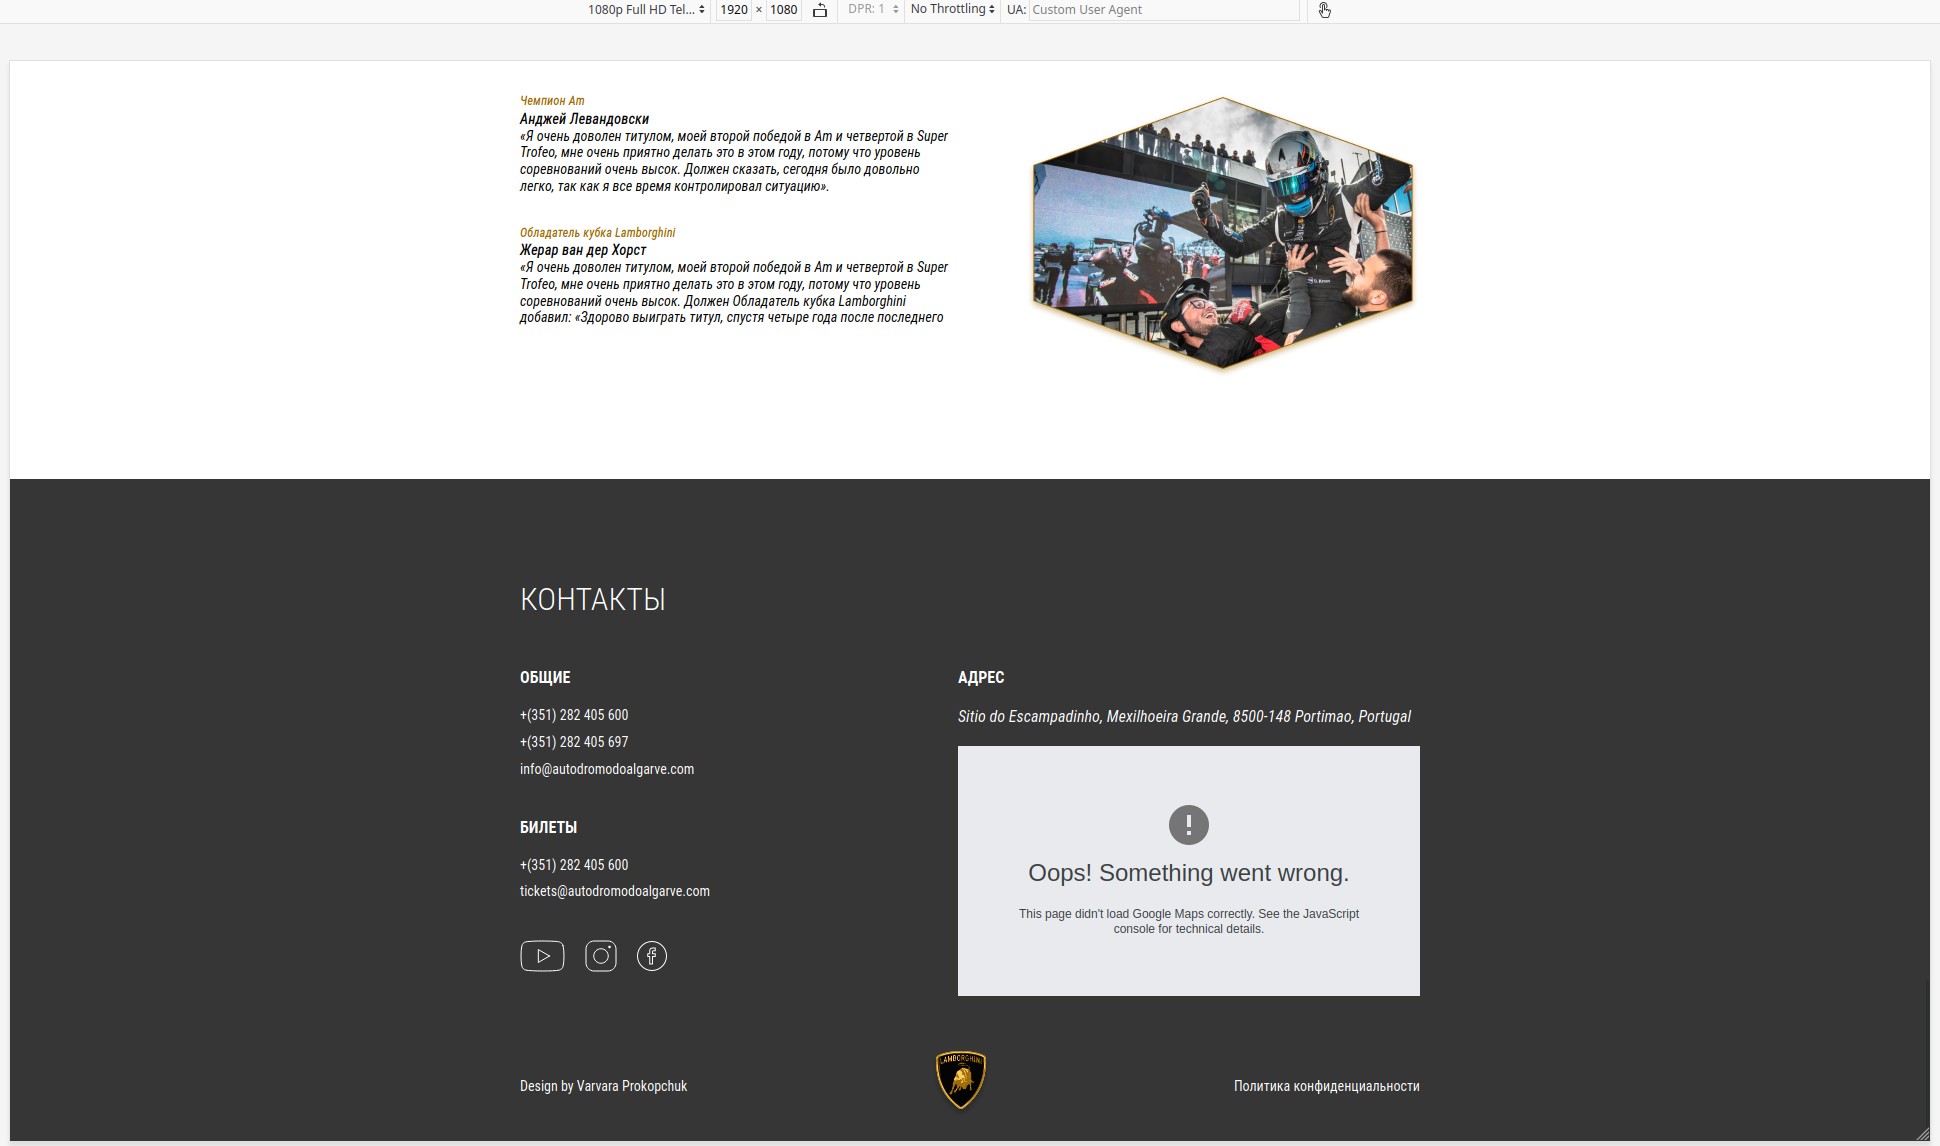 1080p Full HD Tel... 1920 × 1080 DPR: 1 No Throttling UA: Custom User Agent
Чемпион Am
Анджей Левандовски
«Я очень доволен титулом, моей второй победой в Am и четвертой в Super
Trofeo, мне очень приятно делать это в этом году, потому что уровень
соревнований очень высок. Должен сказать, сегодня было довольно
легко, так как я все время контролировал ситуацию».
Обладатель кубка Lamborghini
Жерар ван дер Хорст
«Я очень доволен титулом, моей второй победой в Am и четвертой в Super
Trofeo, мне очень приятно делать это в этом году, потому что уровень
соревнований очень высок. Должен Обладатель кубка Lamborghini
добавил: «Здорово выиграть титул, спустя четыре года после последнего
КОНТАКТЫ
ОБЩИЕ
+(351) 282 405 600
+(351) 282 405 697
info@autodromodoalgarve.com
БИЛЕТЫ
+(351) 282 405 600
tickets@autodromodoalgarve.com
АДРЕС
Sitio do Escampadinho, Mexilhoeira Grande, 8500-148 Portimao, Portugal
Oops! Something went wrong.
This page didn't load Google Maps correctly. See the JavaScript
console for technical details.
Design by Varvara Prokopchuk
LAMBORGHINI
Политика конфиденциальности